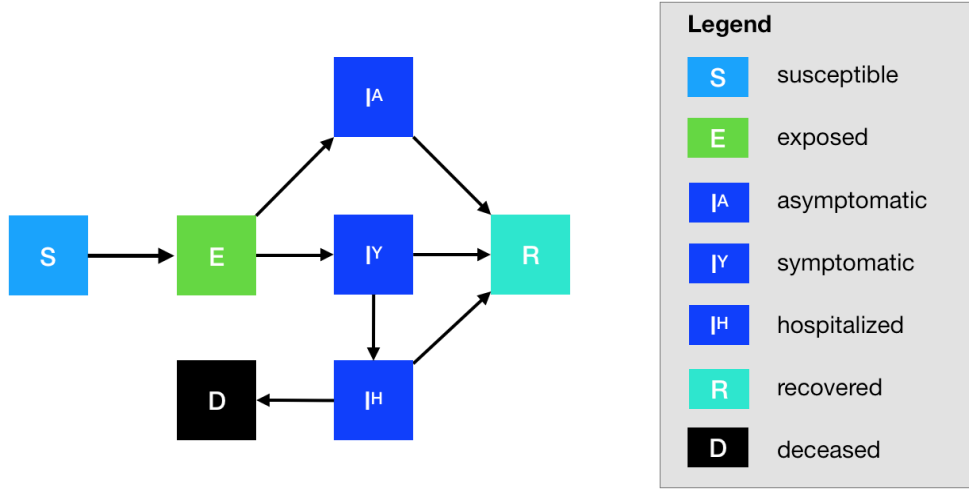 Legend
S susceptible
E exposed
Iᴬ asymptomatic
Iʸ symptomatic
Iᴴ hospitalized
R recovered
D deceased
Iᴬ
S E Iʸ R
D Iᴴ